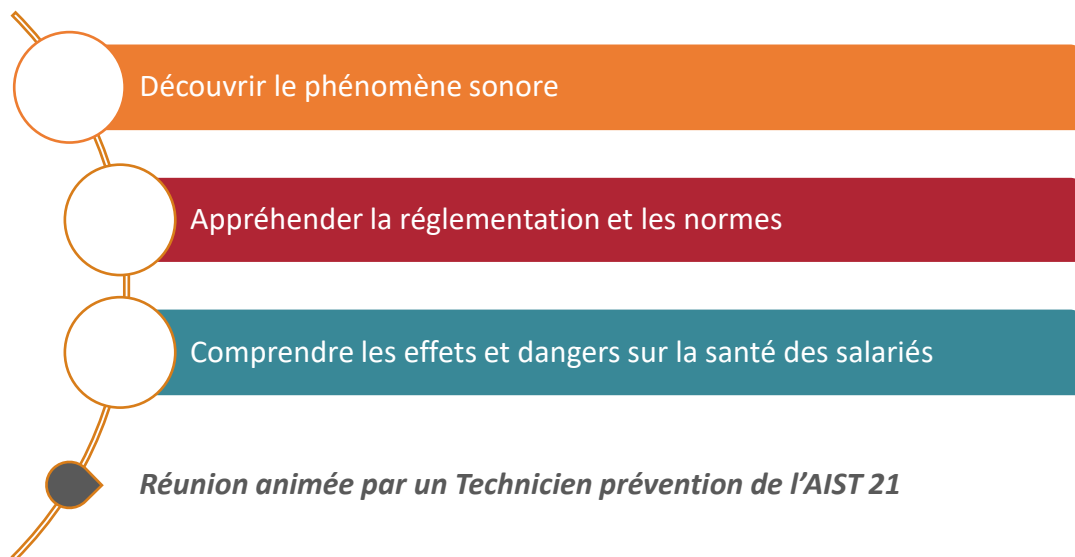 Découvrir le phénomène sonore
Appréhender la réglementation et les normes
Comprendre les effets et dangers sur la santé des salariés
Réunion animée par un Technicien prévention de l’AIST 21